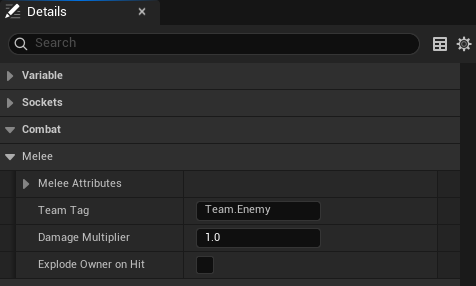 Details
Search
Variable
Sockets
Combat
Melee
Melee Attributes
Team Tag Team.Enemy
Damage Multiplier 1.0
Explode Owner on Hit